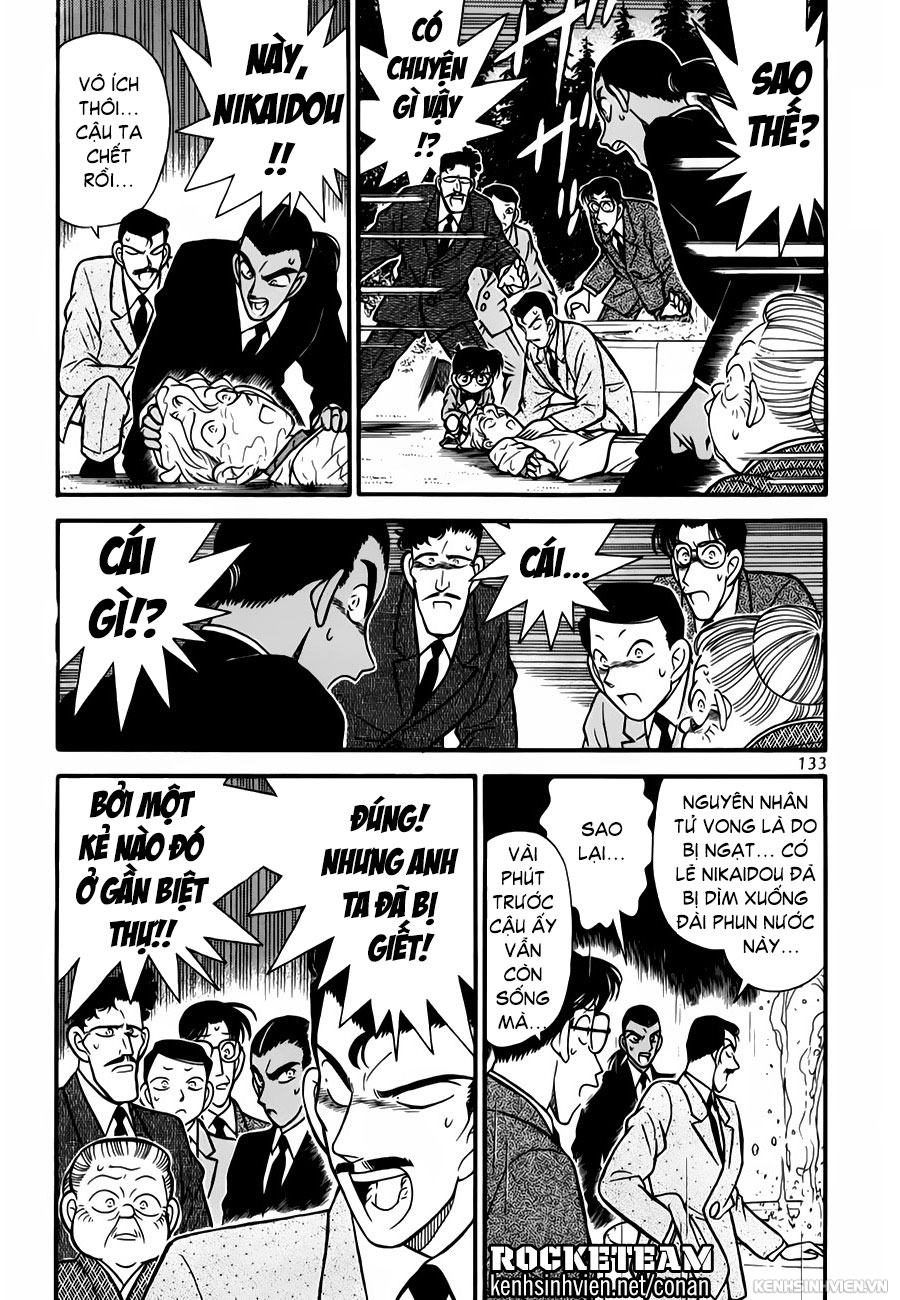 SAO
THẾ?
CÓ
CHUYỆN
GÌ VẬY
!?
NÀY,
NIKAIDOU
!!
VÔ ÍCH
THÔI...
CẬU TA
CHẾT
RỒI...
CÁI...
CÁI
GÌ!?
133
NGUYÊN NHÂN
TỬ VONG LÀ DO
BỊ NGẠT... CÓ
LẼ NIKAIDOU ĐÃ
BỊ DÌM XUỐNG
ĐÀI PHUN NƯỚC
NÀY...
SAO
LẠI...
VÀI
PHÚT
TRƯỚC
CẬU ẤY
VẪN
CÒN
SỐNG
MÀ...
ĐÚNG!
NHƯNG ANH
TA ĐÃ BỊ
GIẾT!
BỞI MỘT
KẺ NÀO ĐÓ
Ở GẦN BIỆT
THỰ!!
ROCKETEAM
kenhsinhvien.net/conan
KENHSINHVIEN.VN